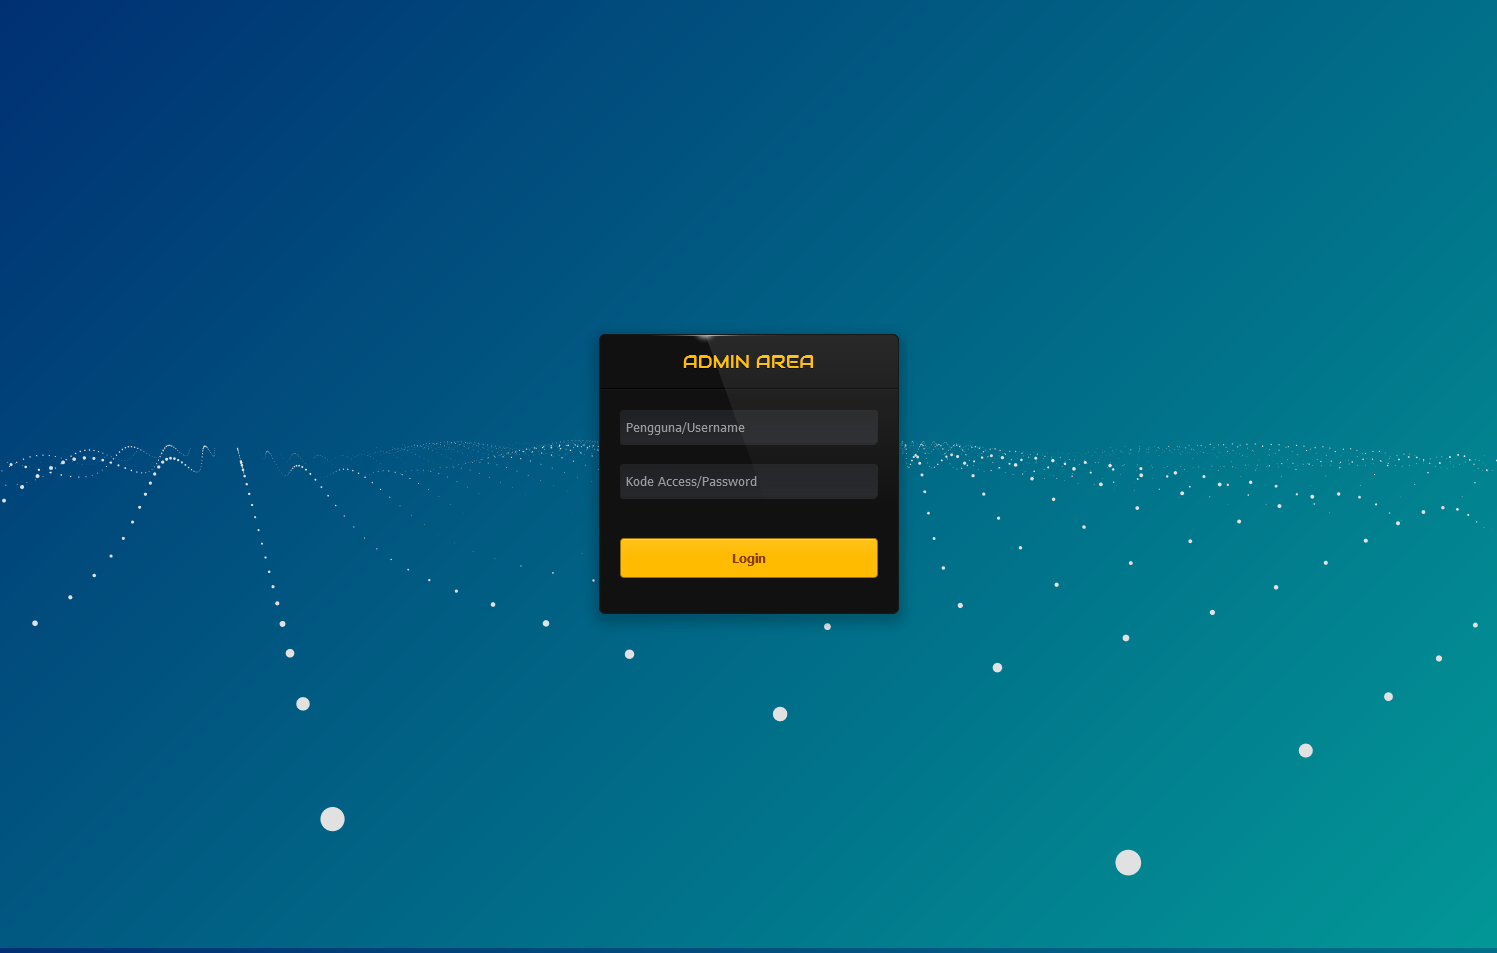 ADMIN AREA
Pengguna/Username
Kode Access/Password
Login